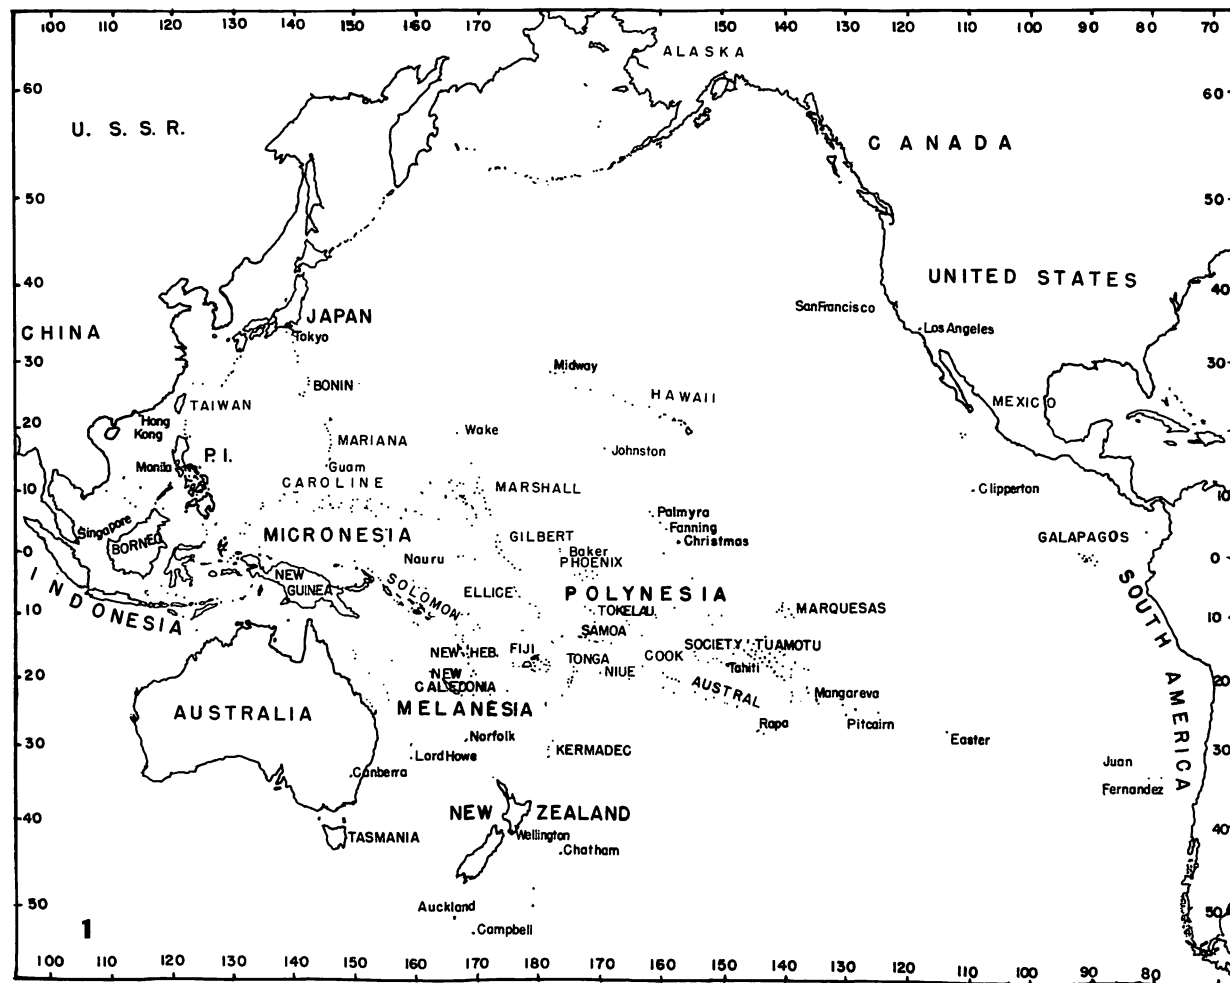 100 110 120 130 140 150 160 170 180 170 160 150 140 130 120 110 100 90 80 70
ALASKA
60 60
U. S. S. R.
CANADA
50 50
UNITED STATES
40 40
SanFrancisco
JAPAN
CHINA
Los Angeles
Tokyo
30 30
Midway
BONIN
HAWAII
MEXICO
TAIWAN
20 20
Hong
Kong
Wake
MARIANA
Johnston
P.I.
Manila
Guam
CAROLINE
MARSHALL
10 10
Clipperton
Palmyra
Singapore
Fanning
MICRONESIA
GILBERT
GALAPAGOS
Christmas
BORNEO
0 0
Baker
Nauru
PHOENIX
NEW
GUINEA
SOLOMON
ELLICE
POLYNESIA
INDONESIA
10 10
TOKELAU
MARQUESAS
SAMOA
SOCIETY
TUAMOTU
NEW HEB.
FIJI
TONGA
COOK
Tahiti
NIUE
NEW
CALEDONIA
20 20
AUSTRAL
Mangareva
SOUTH AMERICA
MELANESIA
AUSTRALIA
Rapa
Pitcairn
Norfolk
Easter
30 30
KERMADEC
Lord Howe
Juan
Fernandez
Canberra
NEW ZEALAND
40 40
TASMANIA
Wellington
Chatham
50 50
Auckland
Campbell
1
100 110 120 130 140 150 160 170 180 170 160 150 140 130 120 110 100 90 80